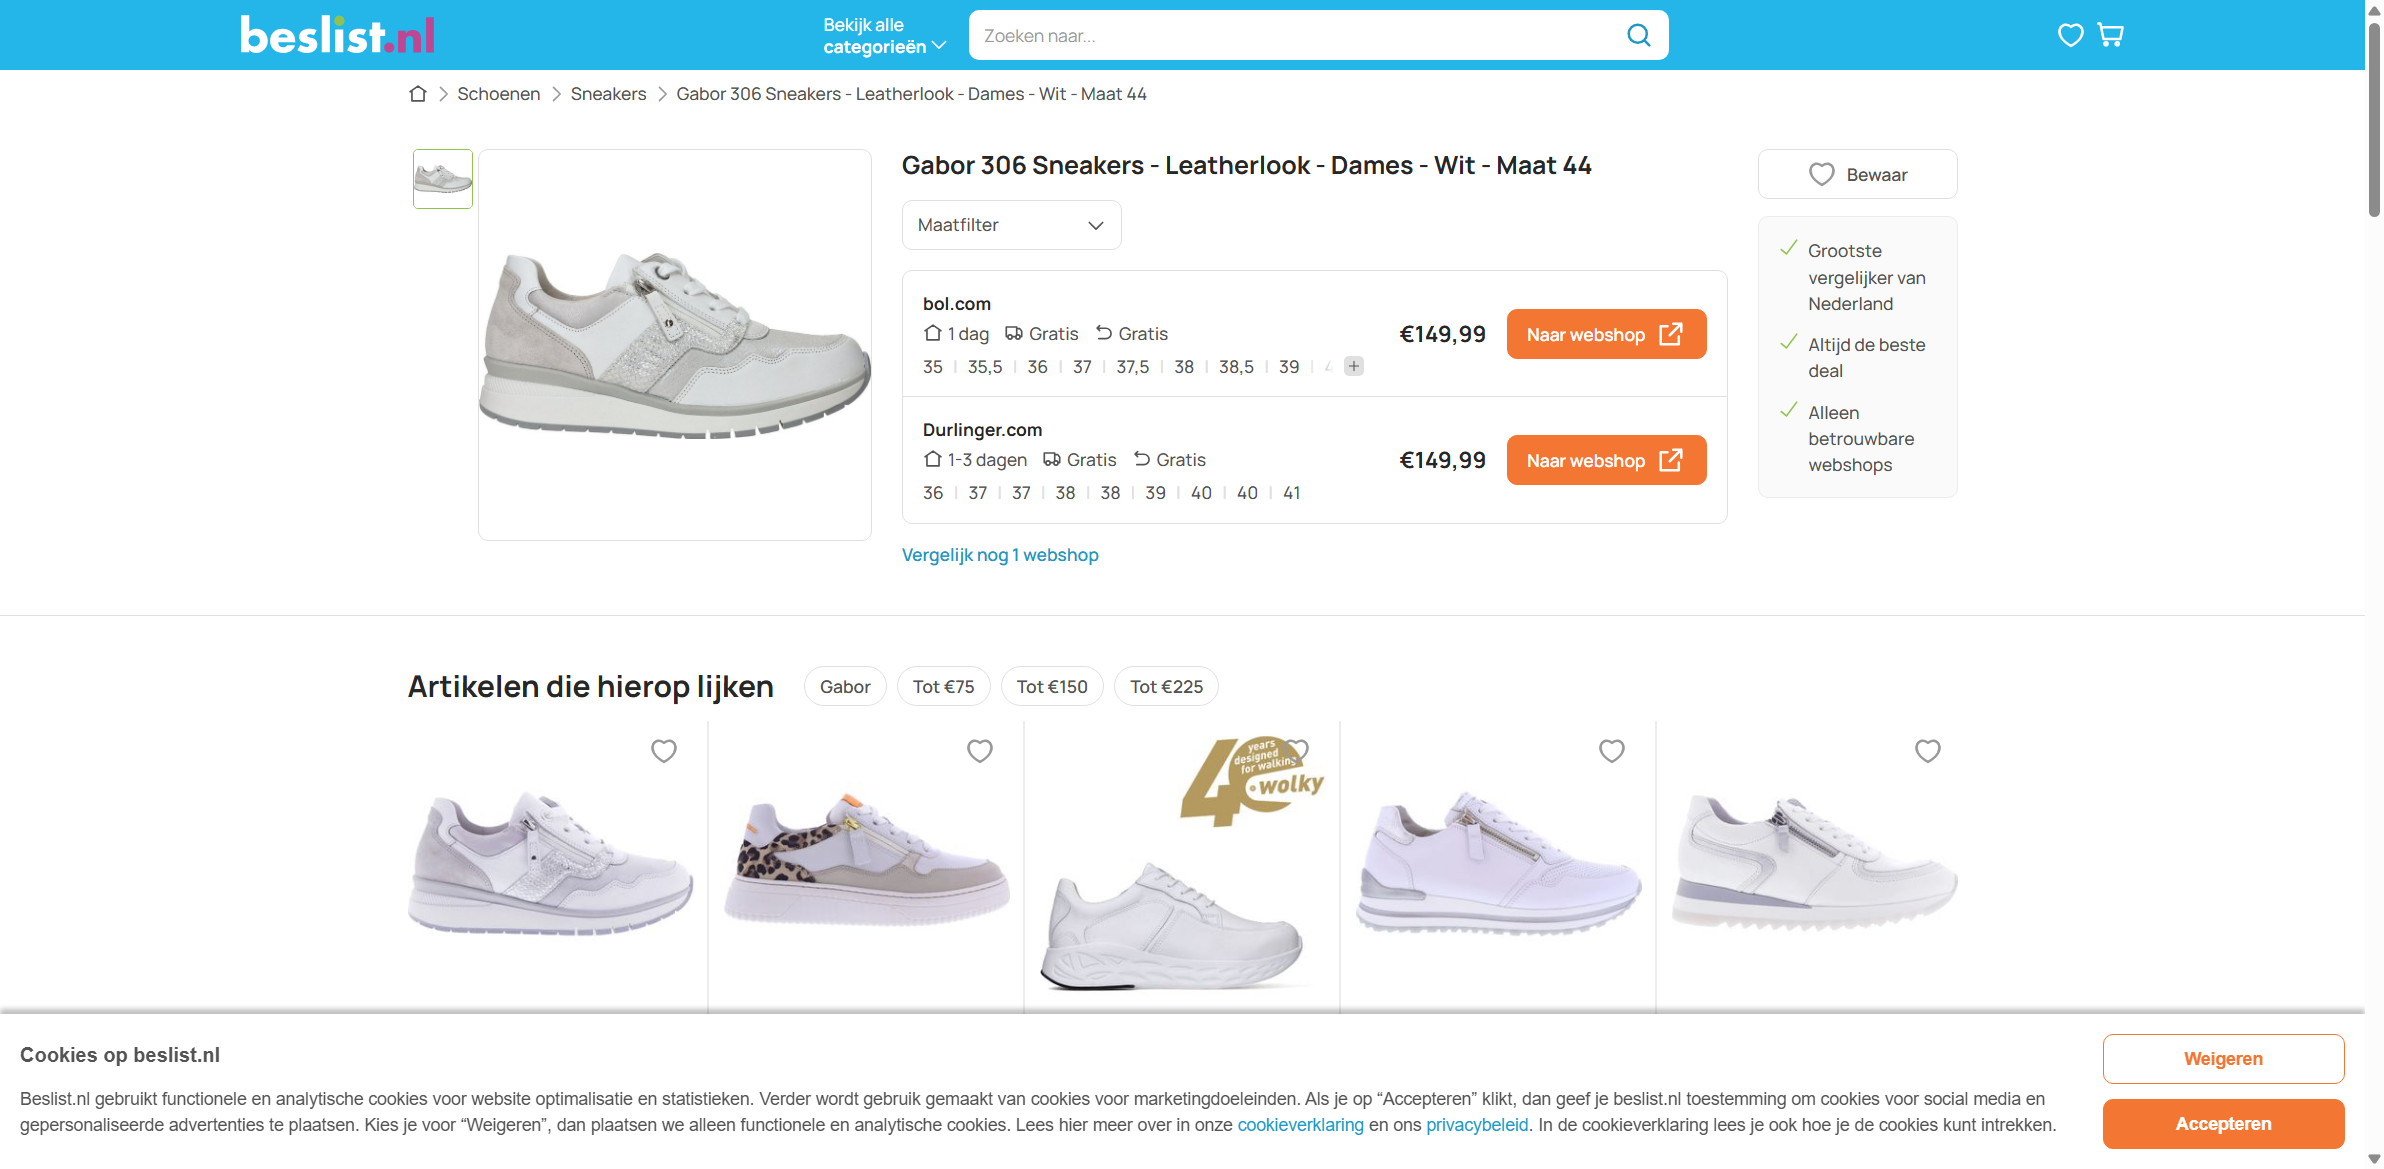 beslist.nl
Bekijk alle
categorieën
Zoeken naar...
Schoenen
Sneakers
Gabor 306 Sneakers - Leatherlook - Dames - Wit - Maat 44
Gabor 306 Sneakers - Leatherlook - Dames - Wit - Maat 44
Maatfilter
bol.com
1 dag Gratis Gratis
35 35,5 36 37 37,5 38 38,5 39 +
€149,99
Naar webshop
Durlinger.com
1-3 dagen Gratis Gratis
36 37 37 38 38 39 40 40 41
€149,99
Naar webshop
Vergelijk nog 1 webshop
Bewaar
Grootste
vergelijker van
Nederland
Altijd de beste
deal
Alleen
betrouwbare
webshops
Artikelen die hierop lijken
Gabor
Tot €75
Tot €150
Tot €225
40 years
designed
for walking
wolky
Cookies op beslist.nl
Beslist.nl gebruikt functionele en analytische cookies voor website optimalisatie en statistieken. Verder wordt gebruik gemaakt van cookies voor marketingdoeleinden. Als je op “Accepteren” klikt, dan geef je beslist.nl toestemming om cookies voor social media en
gepersonaliseerde advertenties te plaatsen. Kies je voor “Weigeren”, dan plaatsen we alleen functionele en analytische cookies. Lees hier meer over in onze cookieverklaring en ons privacybeleid. In de cookieverklaring lees je ook hoe je de cookies kunt intrekken.
Weigeren
Accepteren